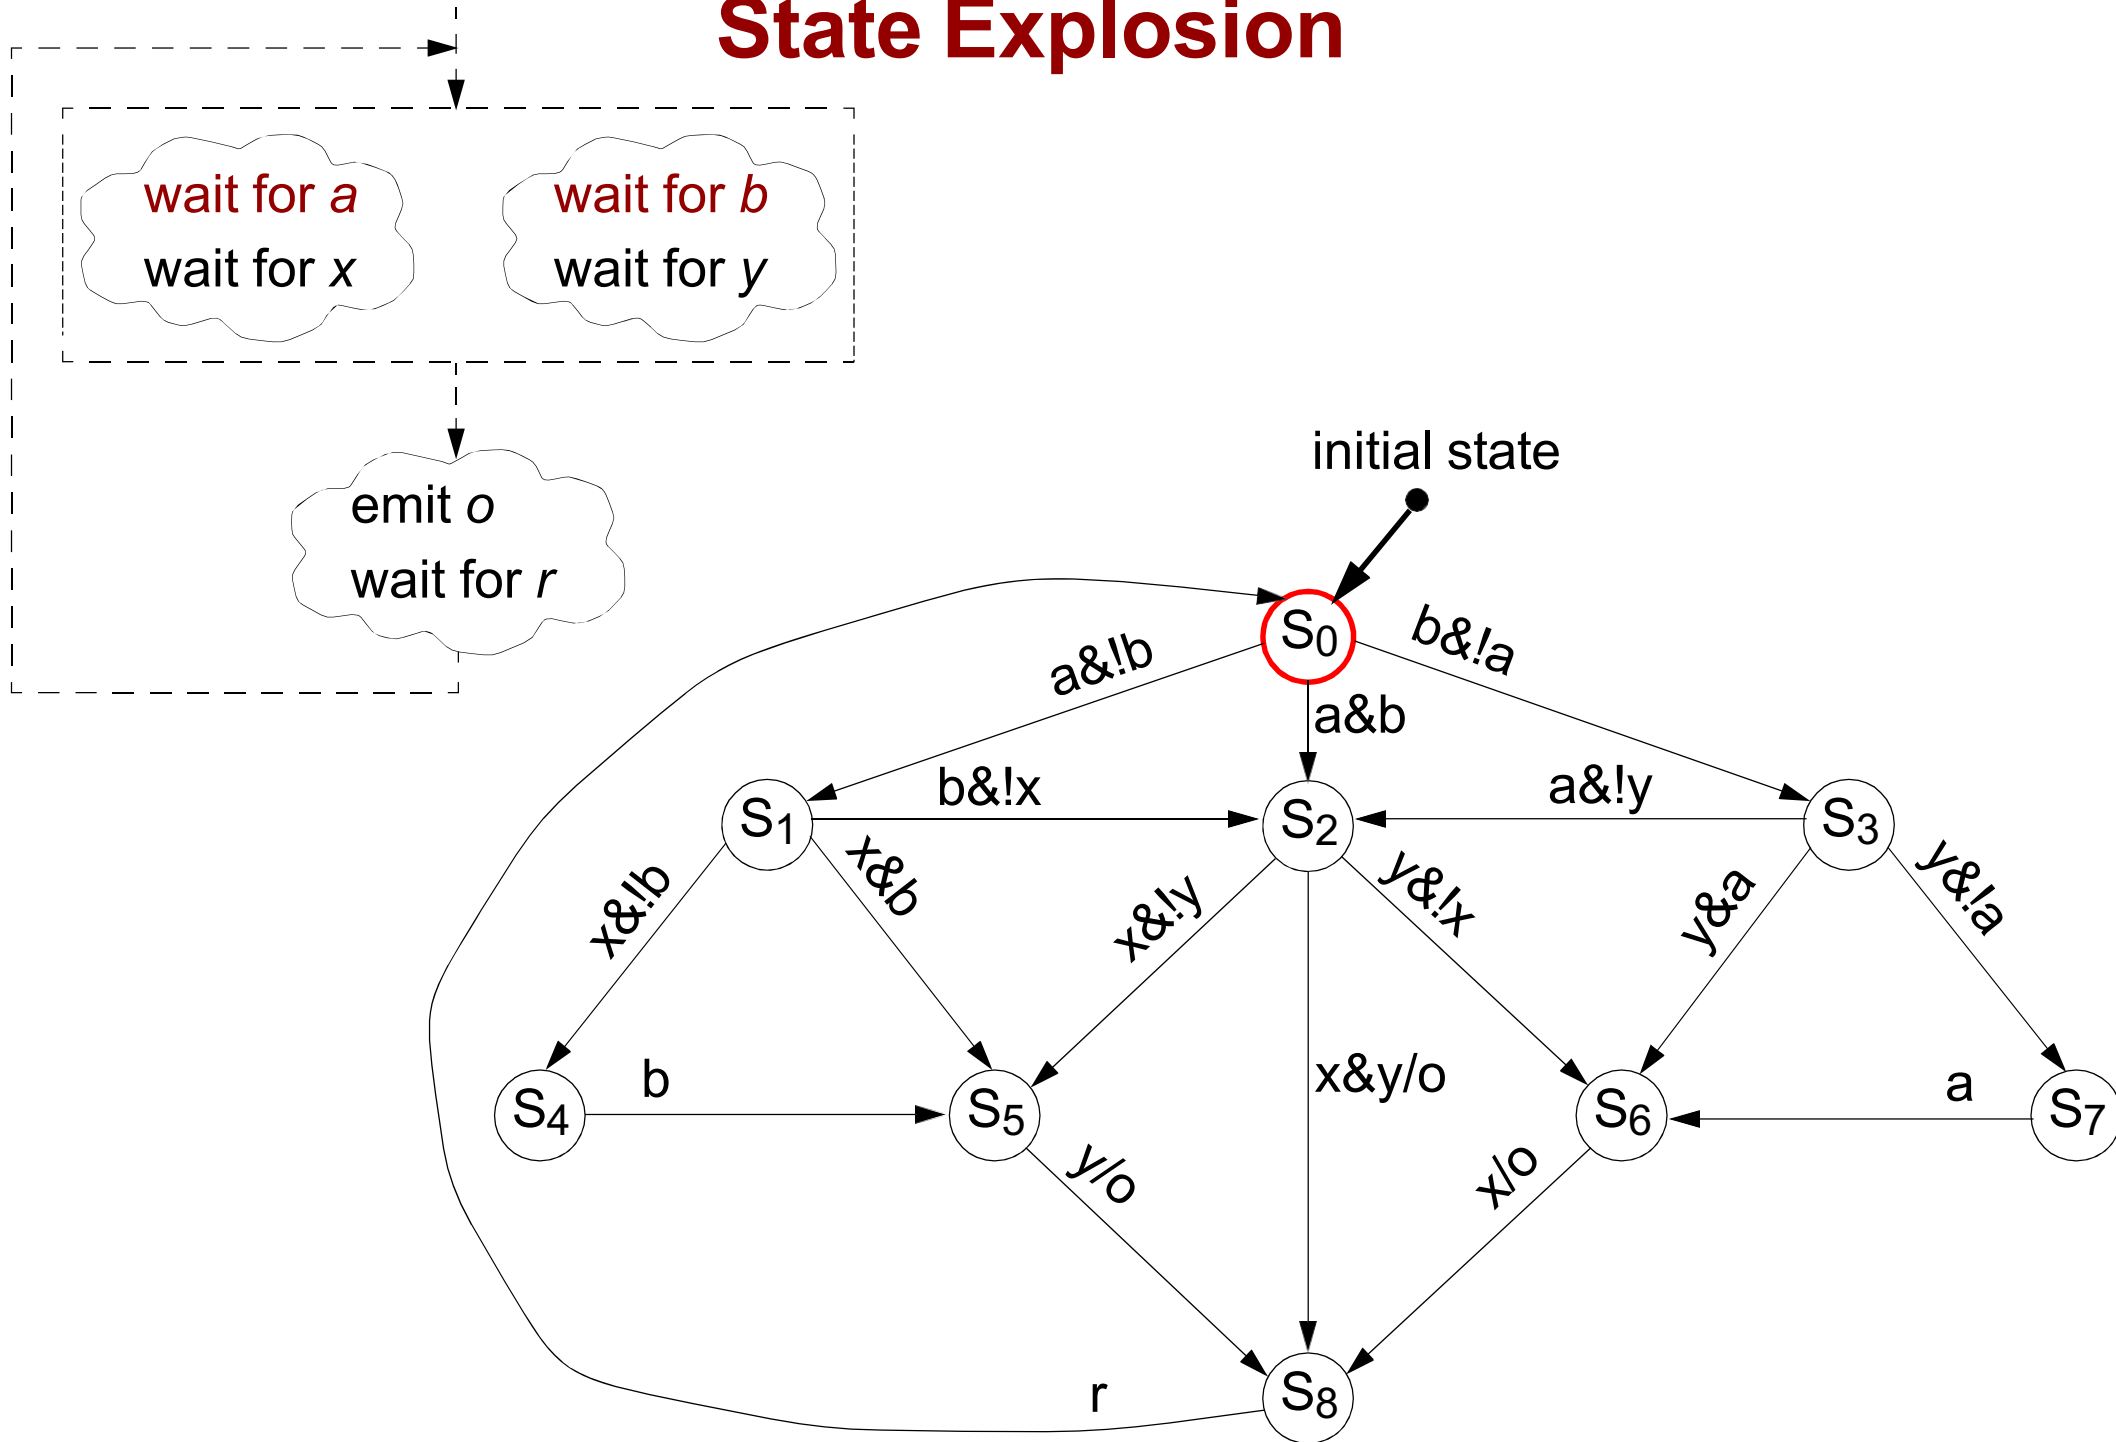 State Explosion
wait for a
wait for x
wait for b
wait for y
emit o
wait for r
initial state
S0
a&!b
b&!a
a&b
S1
b&!x
S2
a&!y
S3
x&!b
x&b
x&!y
y&!x
y&a
y&!a
x&y/o
S4
b
S5
S6
a
S7
y/o
x/o
r
S8